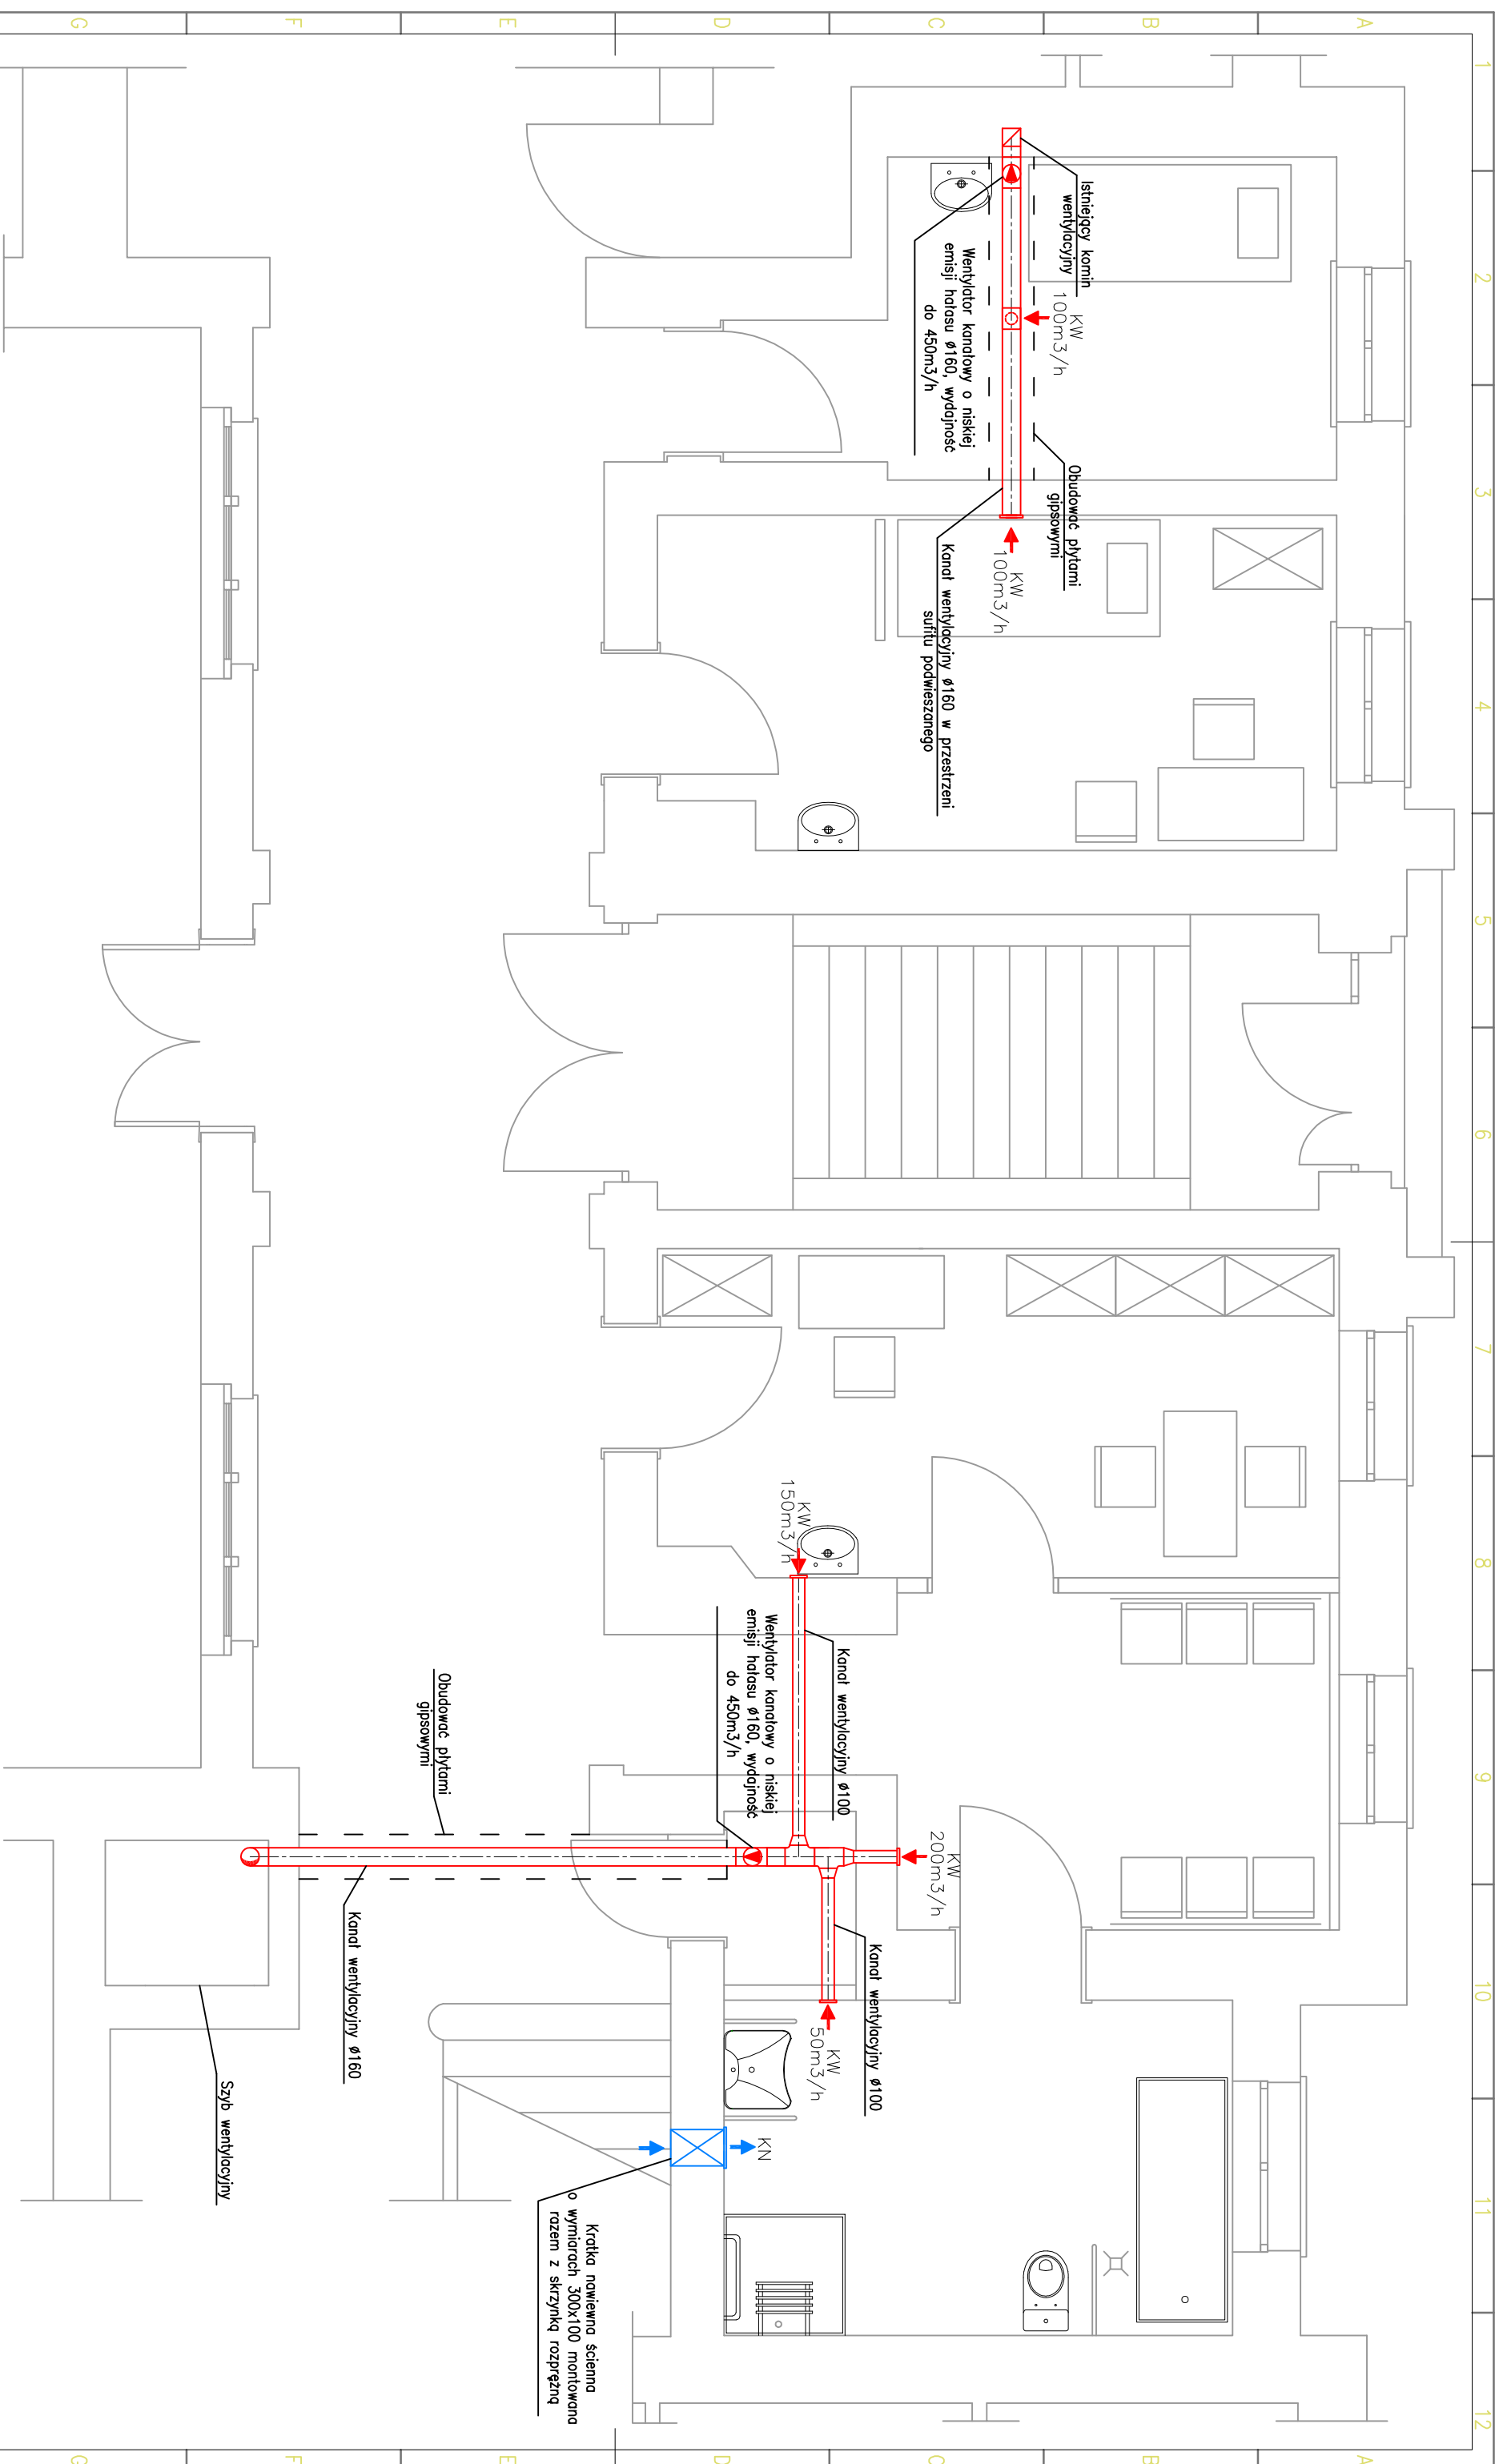 1
2
3
4
5
6
7
8
9
10
11
12
A
B
C
D
E
F
G
A
B
C
D
E
F
G
Istniejący komin
wentylacyjny
KW
100m3/h
Wentylator kanałowy o niskiej
emisji hałasu ø160, wydajność
do 450m3/h
Obudować płytami
gipsowymi
KW
100m3/h
Kanał wentylacyjny ø160 w przestrzeni
sufitu podwieszanego
KW
150m3/h
Kanał wentylacyjny ø100
Wentylator kanałowy o niskiej
emisji hałasu ø160, wydajność
do 450m3/h
Obudować płytami
gipsowymi
KW
200m3/h
Kanał wentylacyjny ø100
Kanał wentylacyjny ø160
KW
50m3/h
Szyb wentylacyjny
KN
Kratka nawiewna ścienna
o wymiarach 300x100 montowana
razem z skrzynką rozprężną